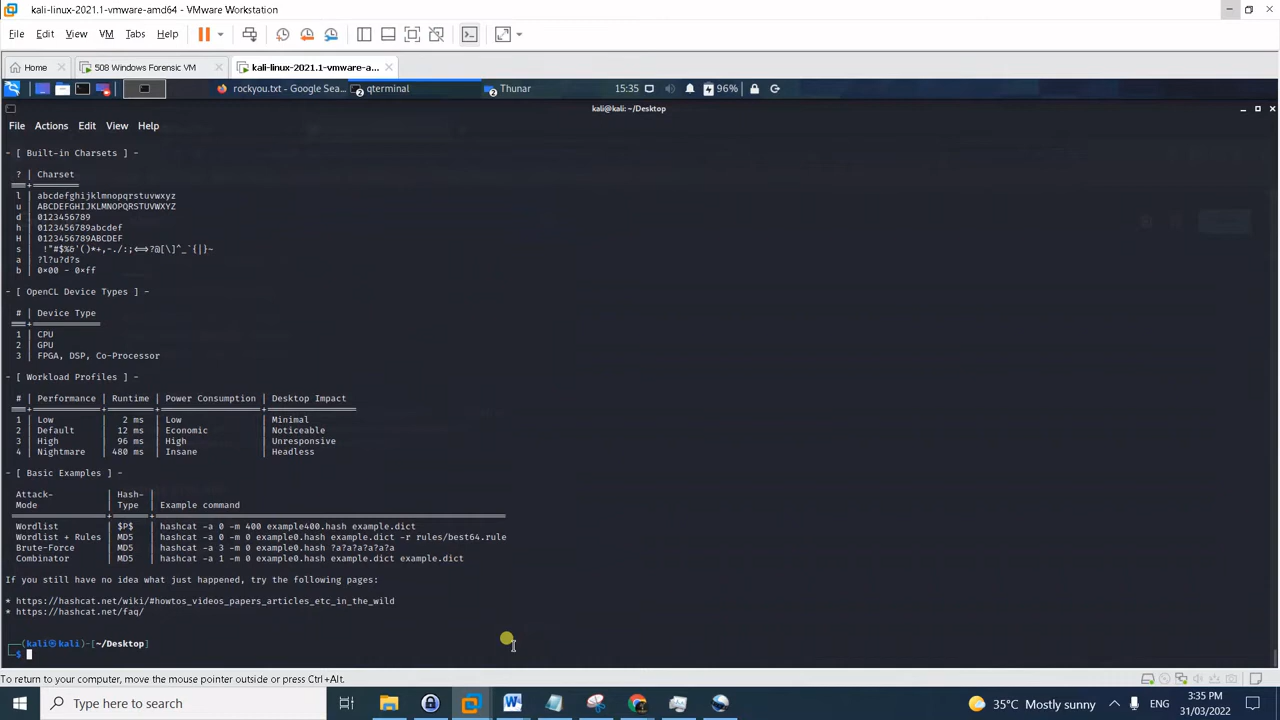 kali-linux-2021.1-vmware-amd64 - VMware Workstation
File Edit View VM Tabs Help
Home 508 Windows Forensic VM kali-linux-2021.1-vmware-a...
rockyou.txt - Google Sea... qterminal Thunar 15:35 96%
kali@kali: ~/Desktop
File Actions Edit View Help
- [ Built-in Charsets ] -
? | Charset
===+=========
l | abcdefghijklmnopqrstuvwxyz
u | ABCDEFGHIJKLMNOPQRSTUVWXYZ
d | 0123456789
h | 0123456789abcdef
H | 0123456789ABCDEF
s | !"#$%&'()*+,-./:;<=>?@[\]^_`{|}~
a | ?l?u?d?s
b | 0x00 - 0xff
- [ OpenCL Device Types ] -
# | Device Type
===+=============
1 | CPU
2 | GPU
3 | FPGA, DSP, Co-Processor
- [ Workload Profiles ] -
# | Performance | Runtime | Power Consumption | Desktop Impact
===+=============+=========+===================+=================
1 | Low | 2 ms | Low | Minimal
2 | Default | 12 ms | Economic | Noticeable
3 | High | 96 ms | High | Unresponsive
4 | Nightmare | 480 ms | Insane | Headless
- [ Basic Examples ] -
Attack- | Hash- |
Mode | Type | Example command
==================+=======+==================================================================
Wordlist | $P$ | hashcat -a 0 -m 400 example400.hash example.dict
Wordlist + Rules | MD5 | hashcat -a 0 -m 0 example0.hash example.dict -r rules/best64.rule
Brute-Force | MD5 | hashcat -a 3 -m 0 example0.hash ?a?a?a?a?a?a
Combinator | MD5 | hashcat -a 1 -m 0 example0.hash example.dict example.dict
If you still have no idea what just happened, try the following pages:
* https://hashcat.net/wiki/#howtos_videos_papers_articles_etc_in_the_wild
* https://hashcat.net/faq/
┌──(kali㉿kali)-[~/Desktop]
└─$
To return to your computer, move the mouse pointer outside or press Ctrl+Alt.
Type here to search
35°C Mostly sunny
ENG
3:35 PM
31/03/2022